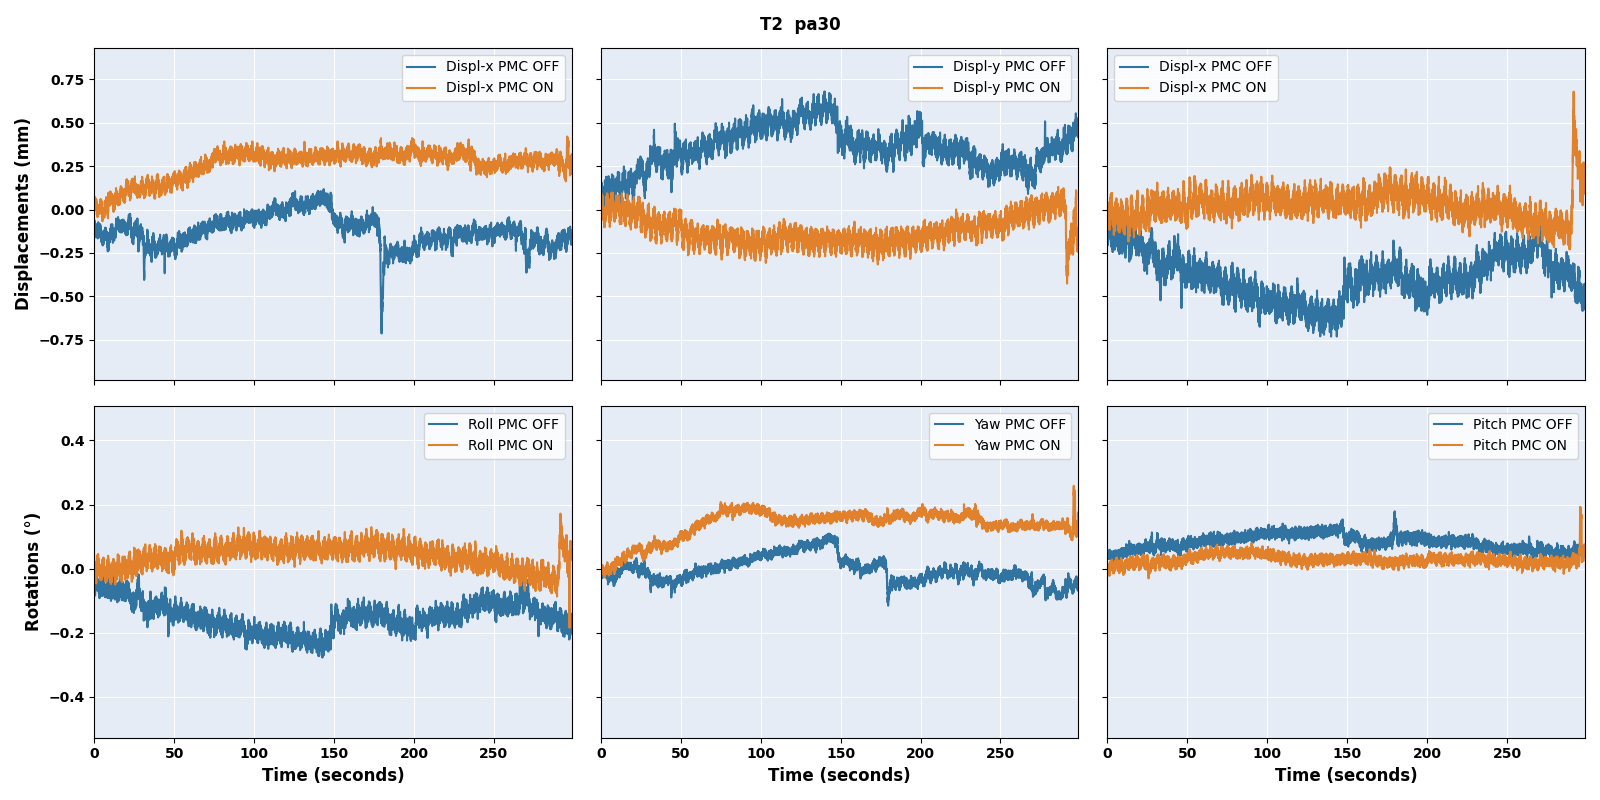 T2 pa30
Displacements (mm)
0.75
0.50
0.25
0.00
−0.25
−0.50
−0.75
Displ-x PMC OFF
Displ-x PMC ON
Displ-y PMC OFF
Displ-y PMC ON
Displ-x PMC OFF
Displ-x PMC ON
Rotations (°)
0.4
0.2
0.0
−0.2
−0.4
Roll PMC OFF
Roll PMC ON
Yaw PMC OFF
Yaw PMC ON
Pitch PMC OFF
Pitch PMC ON
0 50 100 150 200 250
0 50 100 150 200 250
0 50 100 150 200 250
Time (seconds)
Time (seconds)
Time (seconds)